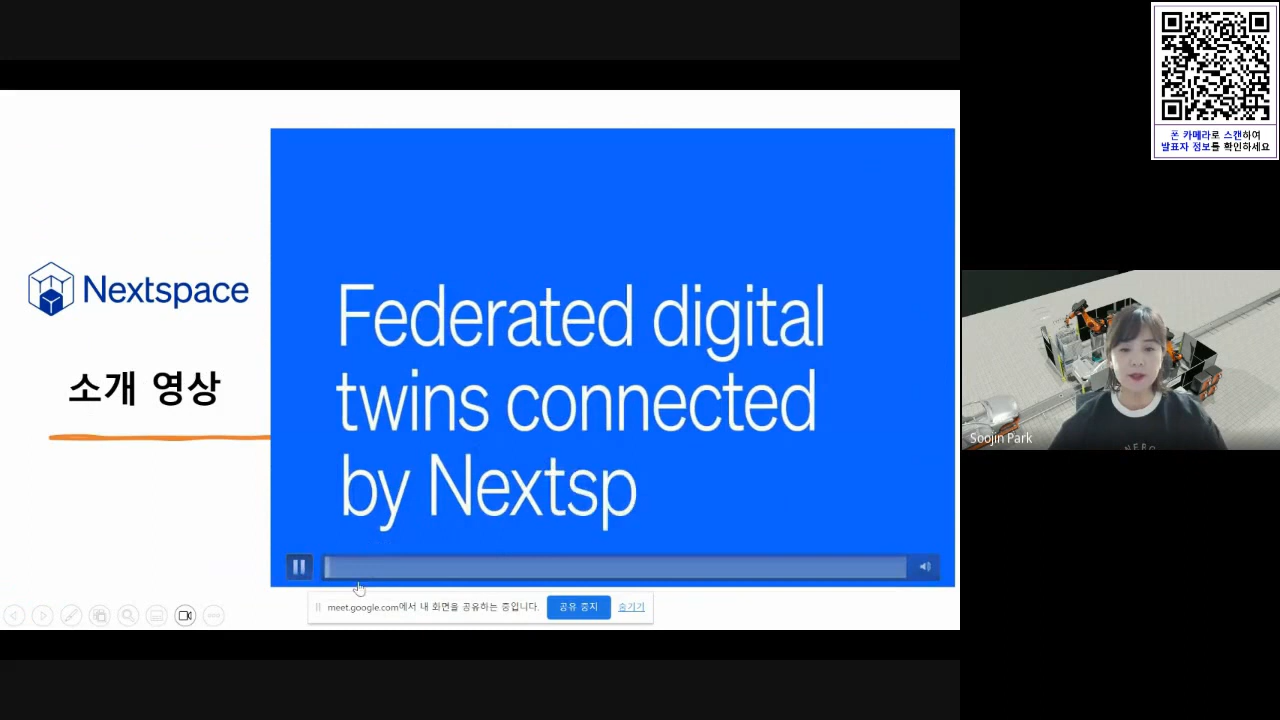 Nextspace
소개 영상
Federated digital
twins connected
by Nextsp
meet.google.com에서 내 화면을 공유하는 중입니다.
공유 중지
숨기기
폰 카메라로 스캔하여
발표자 정보를 확인하세요
Soojin Park
NERO